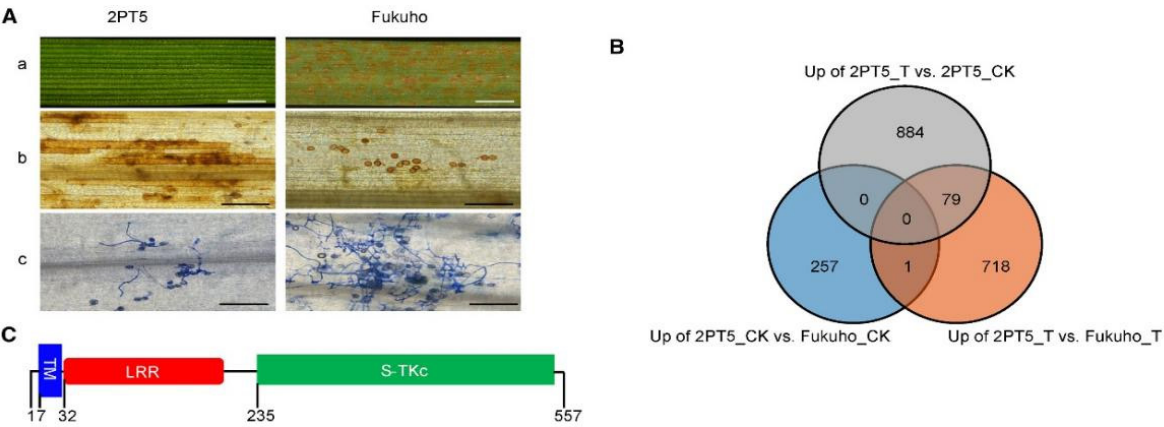 A
2PT5 Fukuho
a
b
c
B
Up of 2PT5_T vs. 2PT5_CK
884
0 79
0
257 1 718
Up of 2PT5_CK vs. Fukuho_CK Up of 2PT5_T vs. Fukuho_T
C
TM LRR S-TKc
17 32 235 557